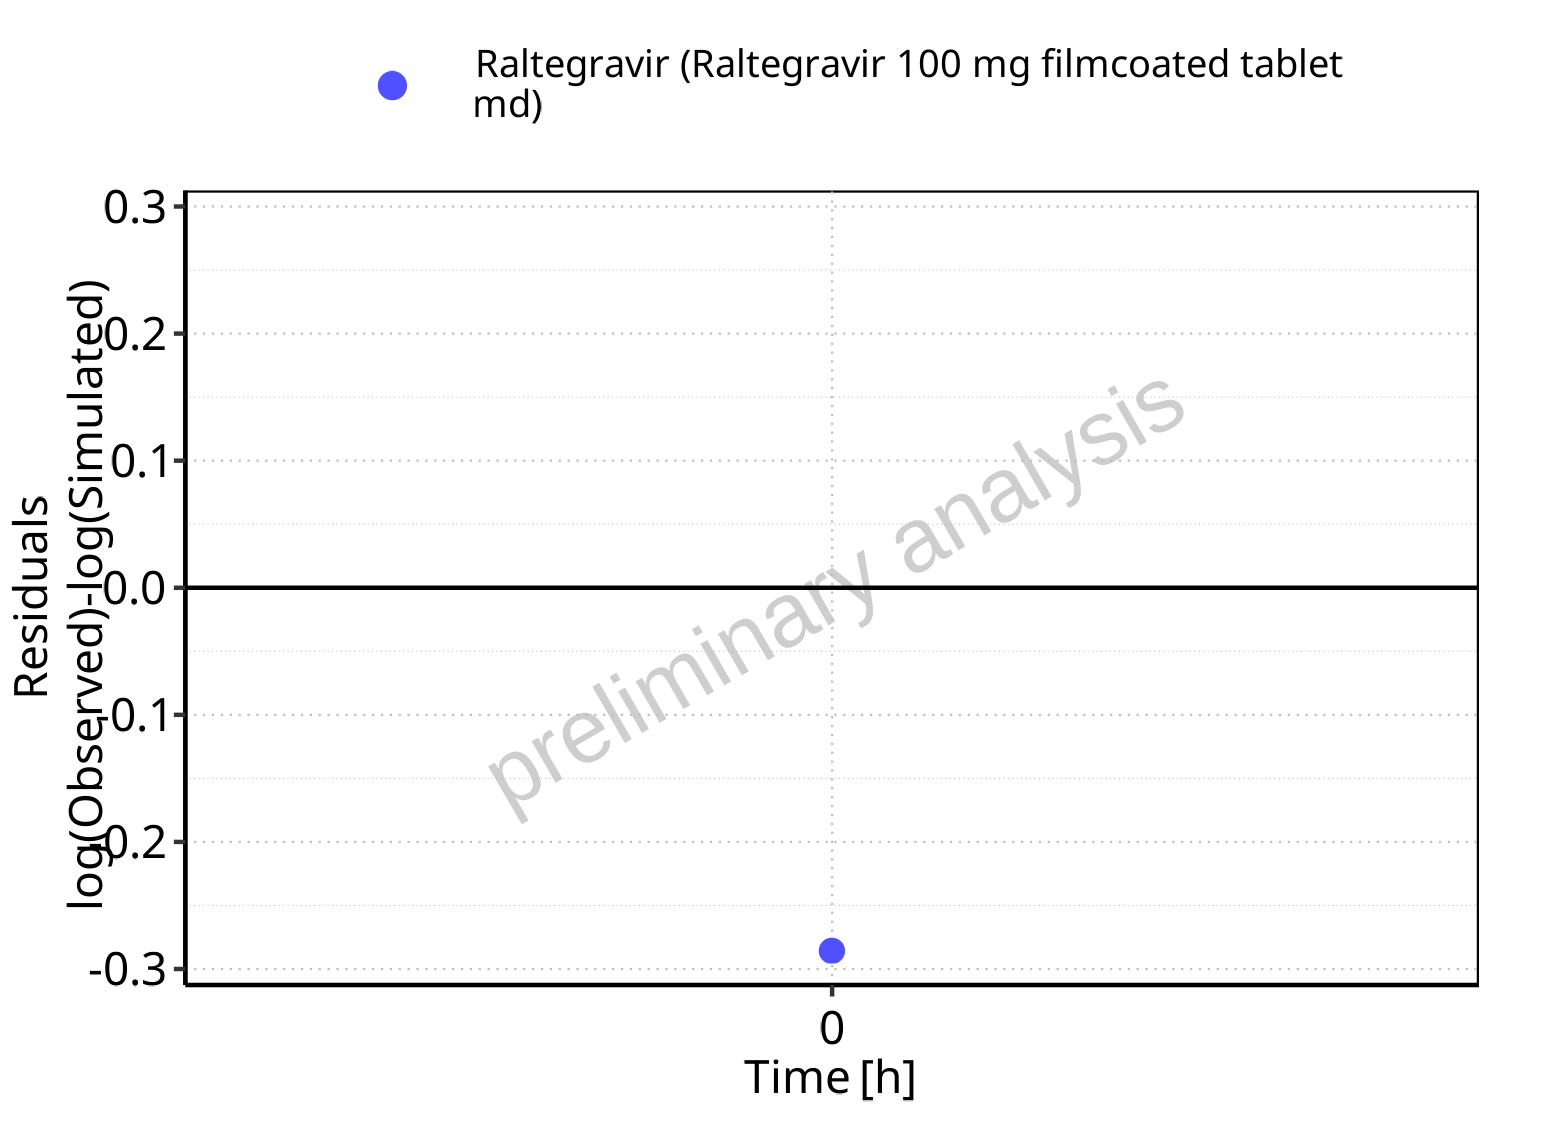 Raltegravir (Raltegravir 100 mg filmcoated tablet
md)
Residuals
log(Observed)-log(Simulated)
0.3
0.2
0.1
0.0
-0.1
-0.2
-0.3
preliminary analysis
0
Time [h]